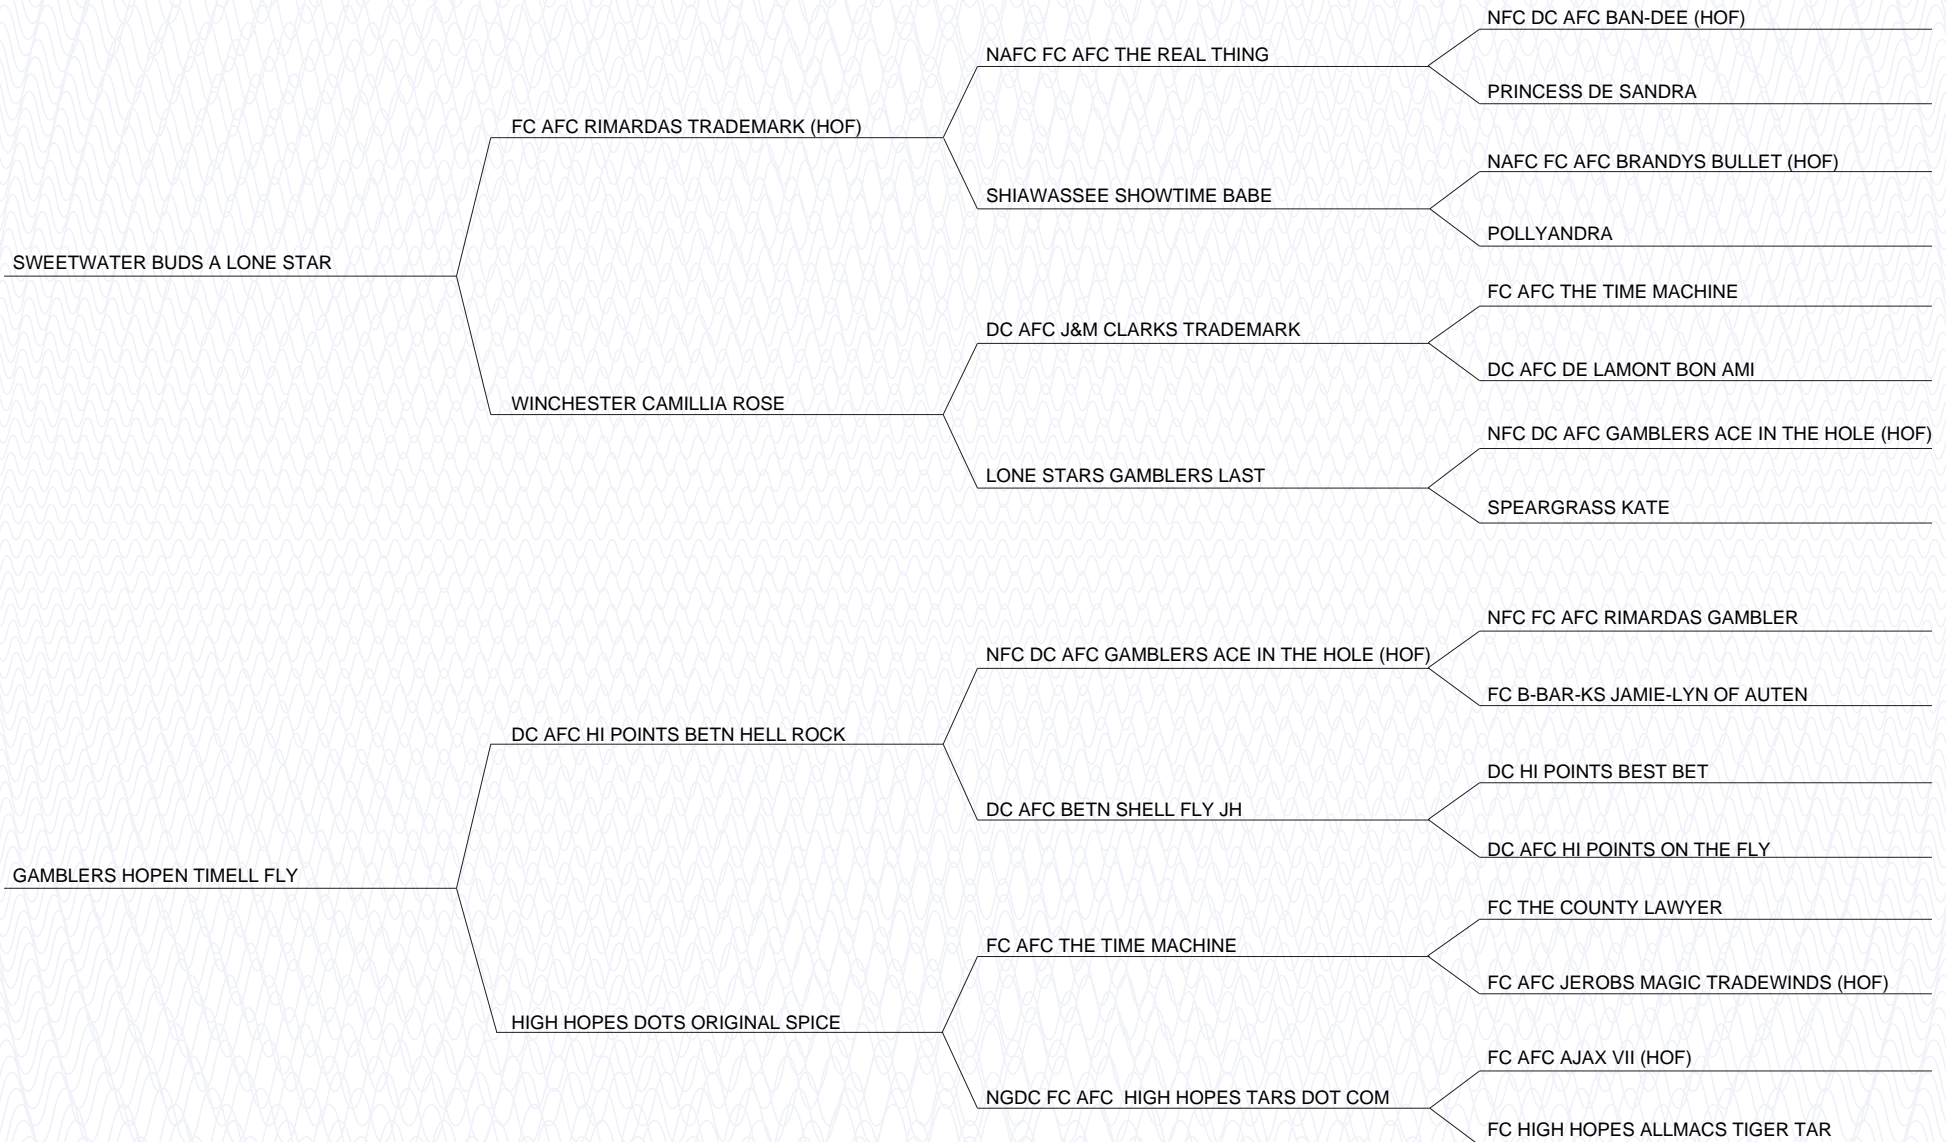 NFC DC AFC BAN-DEE (HOF)
NAFC FC AFC THE REAL THING
PRINCESS DE SANDRA
FC AFC RIMARDAS TRADEMARK (HOF)
NAFC FC AFC BRANDYS BULLET (HOF)
SHIAWASSEE SHOWTIME BABE
POLLYANDRA
SWEETWATER BUDS A LONE STAR
FC AFC THE TIME MACHINE
DC AFC J&M CLARKS TRADEMARK
DC AFC DE LAMONT BON AMI
WINCHESTER CAMILLIA ROSE
NFC DC AFC GAMBLERS ACE IN THE HOLE (HOF)
LONE STARS GAMBLERS LAST
SPEARGRASS KATE
NFC FC AFC RIMARDAS GAMBLER
NFC DC AFC GAMBLERS ACE IN THE HOLE (HOF)
FC B-BAR-KS JAMIE-LYN OF AUTEN
DC AFC HI POINTS BETN HELL ROCK
DC HI POINTS BEST BET
DC AFC BETN SHELL FLY JH
DC AFC HI POINTS ON THE FLY
GAMBLERS HOPEN TIMELL FLY
FC THE COUNTY LAWYER
FC AFC THE TIME MACHINE
FC AFC JEROBS MAGIC TRADEWINDS (HOF)
HIGH HOPES DOTS ORIGINAL SPICE
FC AFC AJAX VII (HOF)
NGDC FC AFC  HIGH HOPES TARS DOT COM
FC HIGH HOPES ALLMACS TIGER TAR